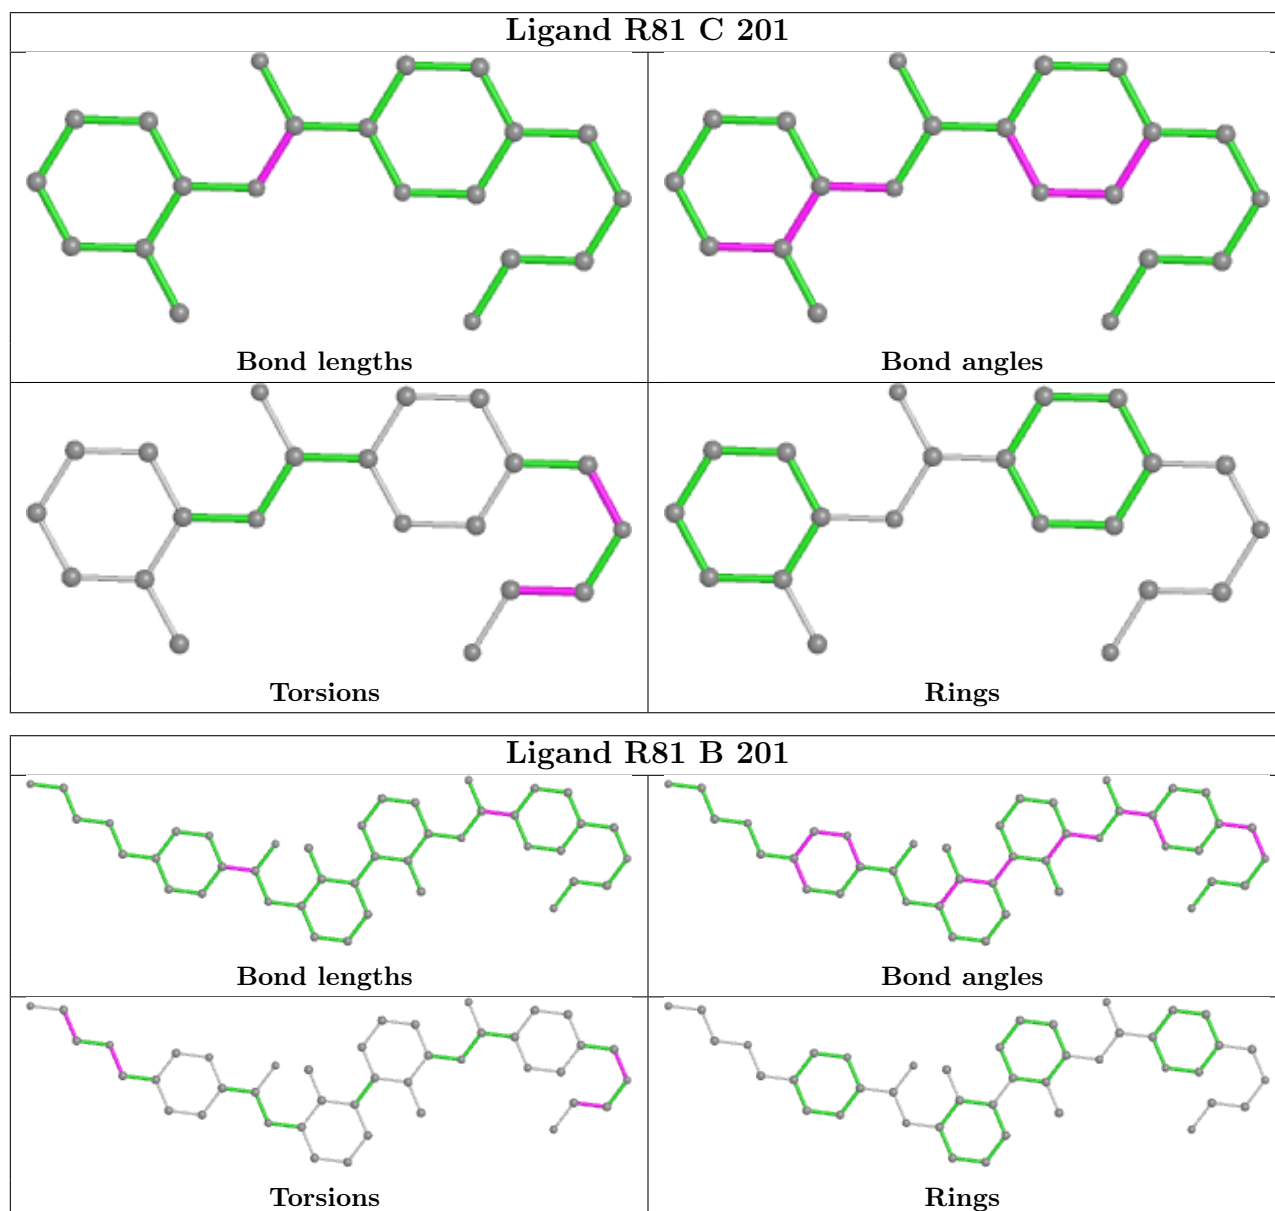 Ligand R81 C 201
Bond lengths
Bond angles
Torsions
Rings
Ligand R81 B 201
Bond lengths
Bond angles
Torsions
Rings